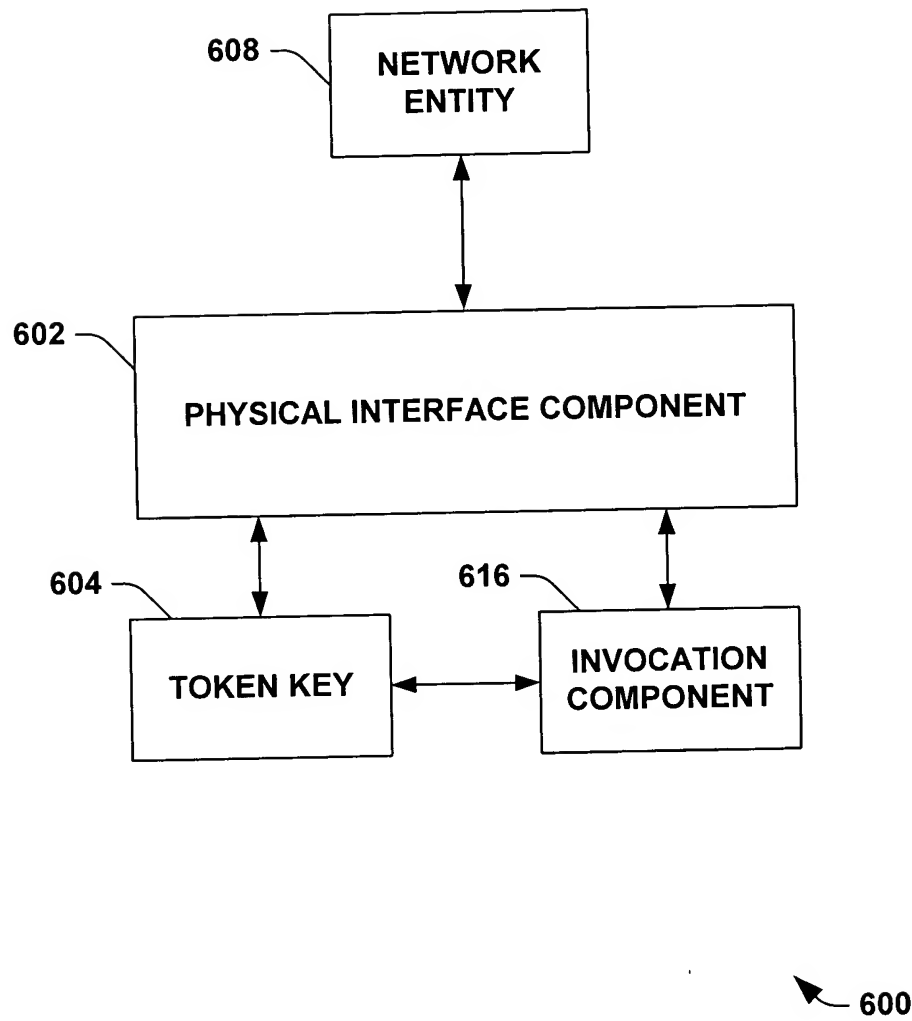 608
NETWORK
ENTITY
602
PHYSICAL INTERFACE COMPONENT
604
616
TOKEN KEY
INVOCATION
COMPONENT
600